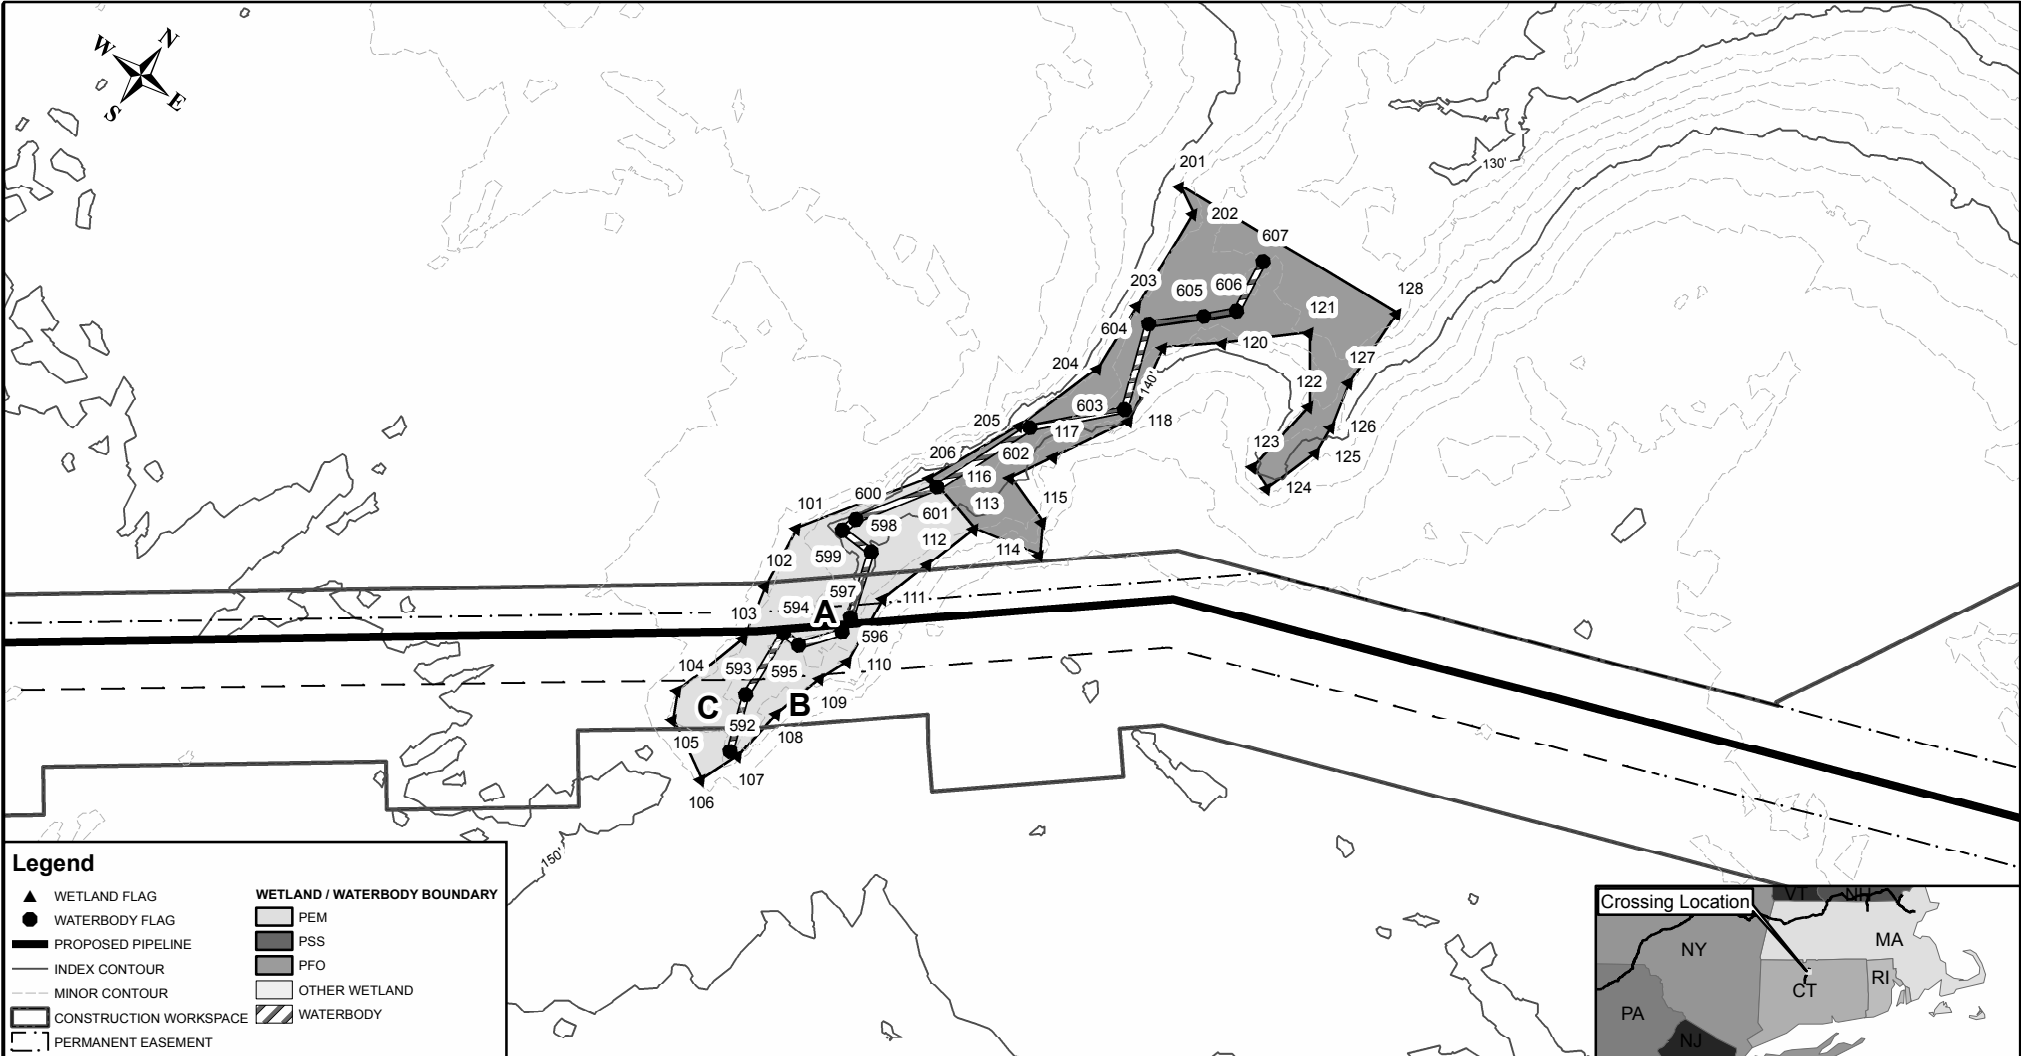 N
W
E
S
130'
201
202
607
203
605
606
128
121
604
120
127
204
140'
122
603
205
118
117
126
206
602
123
125
116
600
115
124
101
113
601
598
112
599
114
102
597
111
103
594
A
596
104
593
595
110
C
B
109
592
105
108
107
106
150'
Legend
WETLAND FLAG
WATERBODY FLAG
PROPOSED PIPELINE
INDEX CONTOUR
MINOR CONTOUR
CONSTRUCTION WORKSPACE
PERMANENT EASEMENT
WETLAND / WATERBODY BOUNDARY
PEM
PSS
PFO
OTHER WETLAND
WATERBODY
Crossing Location
VT
NH
NY
MA
CT
RI
PA
NJ